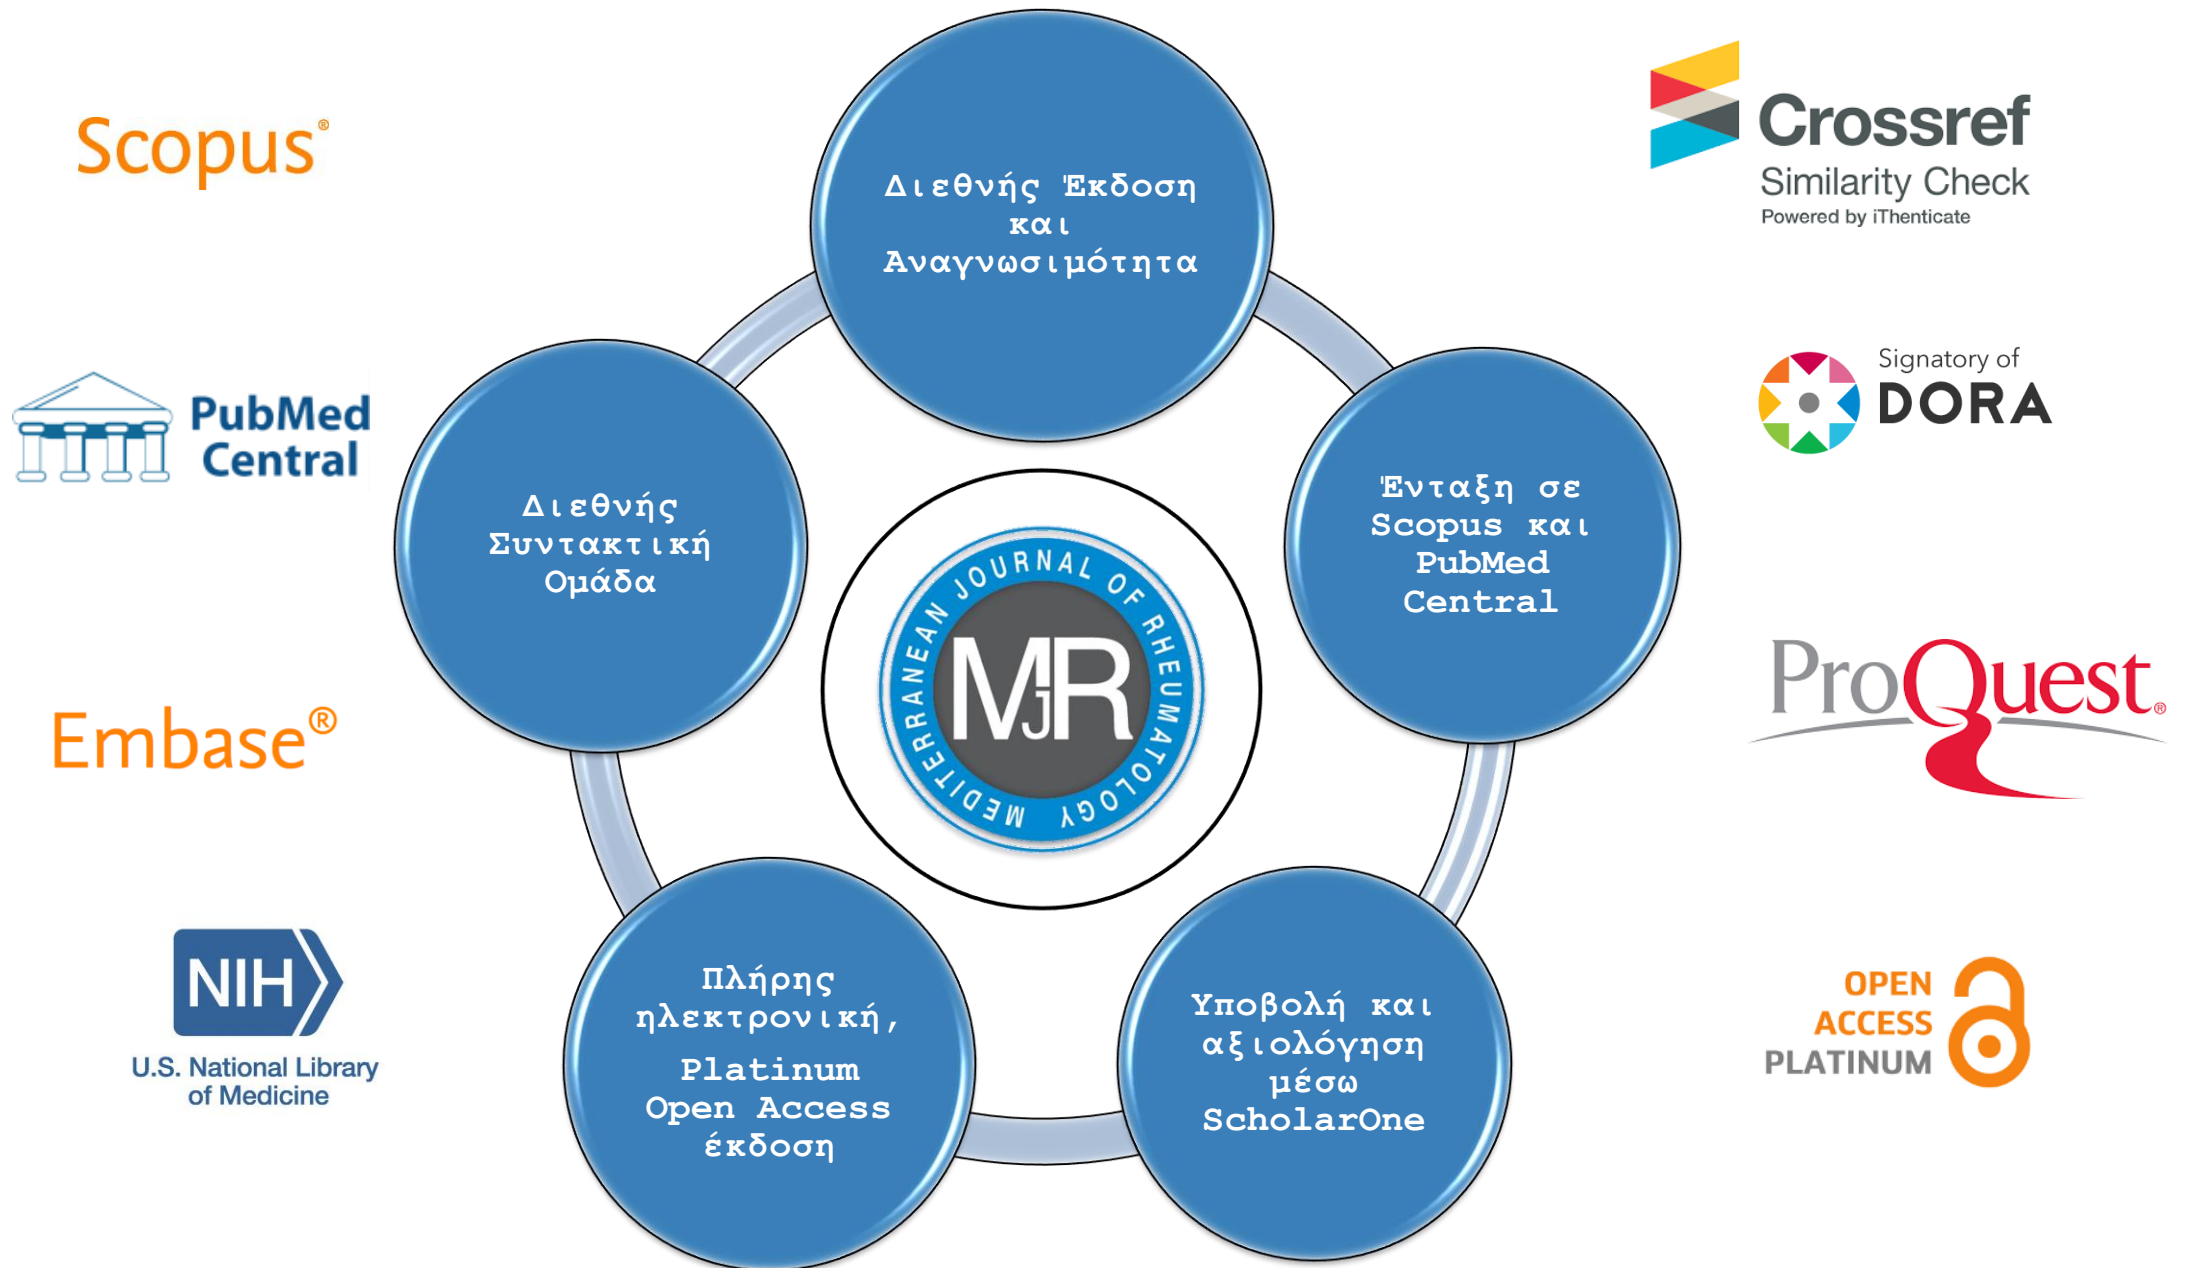 Scopus®
PubMed
Central
Embase®
NIH
U.S. National Library
of Medicine
Διεθνής Έκδοση
και
Αναγνωσιμότητα
Διεθνής
Συντακτική
Ομάδα
Ένταξη σε
Scopus και
PubMed
Central
MEDITERRANEAN JOURNAL OF RHEUMATOLOGY
MjR
Πλήρης
ηλεκτρονική,
Platinum
Open Access
έκδοση
Υποβολή και
αξιολόγηση
μέσω
ScholarOne
Crossref
Similarity Check
Powered by iThenticate
Signatory of
DORA
ProQuest®
OPEN
ACCESS
PLATINUM